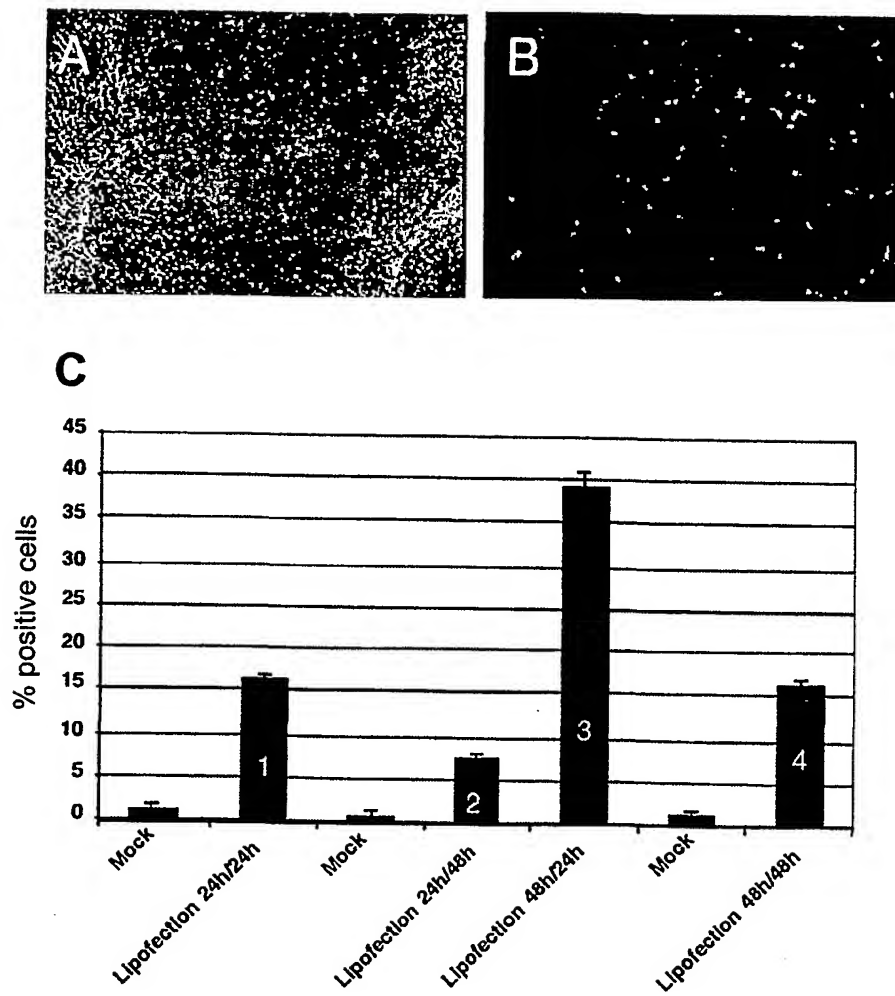 A
B
C
45
40
35
30
25
20
15
10
5
0
% positive cells
1
2
3
4
Mock
Lipofection 24h/24h
Mock
Lipofection 24h/48h
Lipofection 48h/24h
Mock
Lipofection 48h/48h